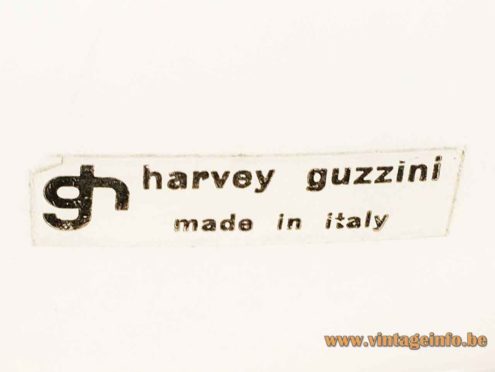 gh harvey guzzini
made in italy
www.vintageinfo.be